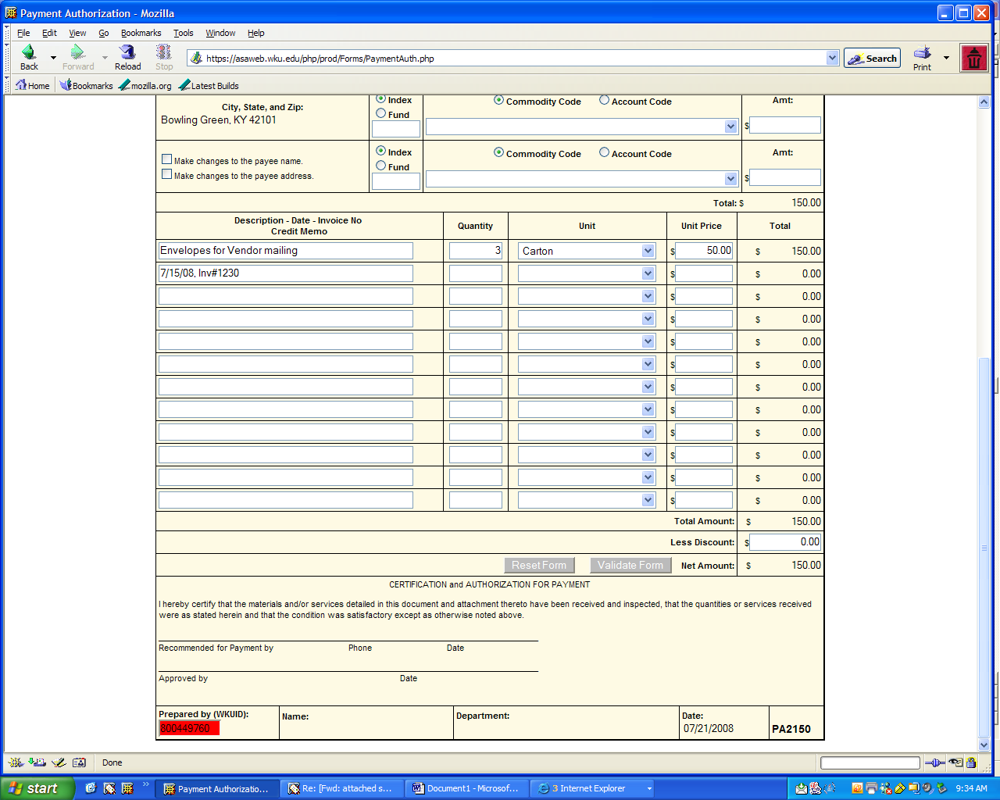 Payment Authorization - Mozilla
File Edit View Go Bookmarks Tools Window Help
Back Forward Reload Stop https://asaweb.wku.edu/php/prod/Forms/PaymentAuth.php Search Print
Home Bookmarks mozilla.org Latest Builds
City, State, and Zip: Index Commodity Code Account Code Amt:
Bowling Green, KY 42101 Fund $
Make changes to the payee name. Index Commodity Code Account Code Amt:
Make changes to the payee address. Fund $
Total: $ 150.00
Description - Date - Invoice No Quantity Unit Unit Price Total
Credit Memo
Envelopes for Vendor mailing 3 Carton $ 50.00 $ 150.00
7/15/08, Inv#1230 $ $ 0.00
$ $ 0.00
$ $ 0.00
$ $ 0.00
$ $ 0.00
$ $ 0.00
$ $ 0.00
$ $ 0.00
$ $ 0.00
$ $ 0.00
$ $ 0.00
Total Amount: $ 150.00
Less Discount: $ 0.00
Reset Form Validate Form Net Amount: $ 150.00
CERTIFICATION and AUTHORIZATION FOR PAYMENT
I hereby certify that the materials and/or services detailed in this document and attachment thereto have been received and inspected, that the quantities or services received
were as stated herein and that the condition was satisfactory except as otherwise noted above.
Recommended for Payment by Phone Date
Approved by Date
Prepared by (WKUID): Name: Department: Date:
800449760 07/21/2008 PA2150
Done
start Payment Authorizatio... Re: [Fwd: attached s... Document1 - Microsof... 3 Internet Explorer 9:34 AM